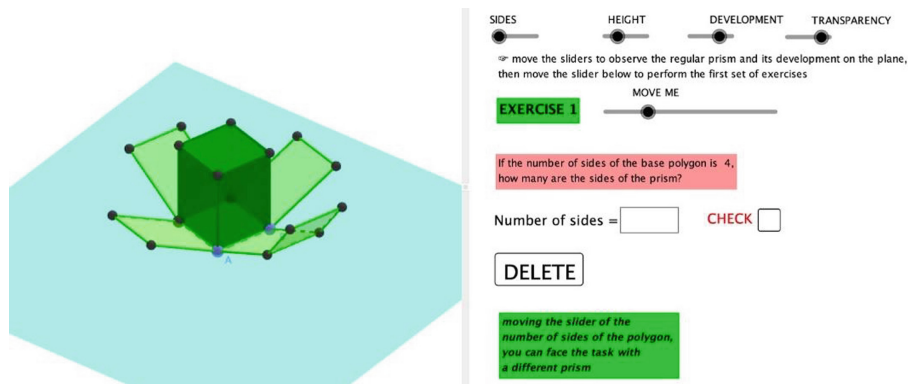 SIDES HEIGHT DEVELOPMENT TRANSPARENCY
☞ move the sliders to observe the regular prism and its development on the plane,
then move the slider below to perform the first set of exercises
MOVE ME
EXERCISE 1
If the number of sides of the base polygon is 4,
how many are the sides of the prism?
Number of sides =
CHECK
DELETE
moving the slider of the
number of sides of the polygon,
you can face the task with
a different prism
A